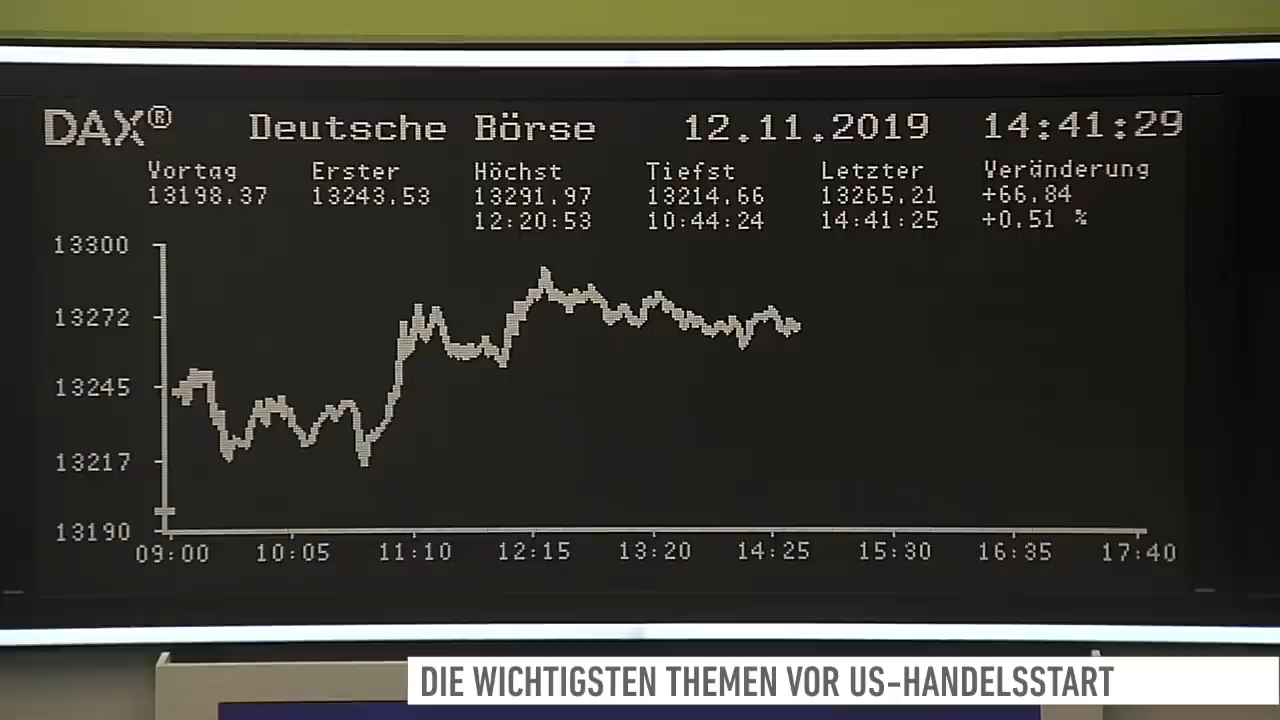 DAX® Deutsche Börse 12.11.2019 14:41:29
Vortag Erster Höchst Tiefst Letzter Veränderung
13198.37 13243.53 13291.97 13214.66 13265.21 +66.84
12:20:53 10:44:24 14:41:25 +0.51 %
13300
13272
13245
13217
13190
09:00 10:05 11:10 12:15 13:20 14:25 15:30 16:35 17:40
DIE WICHTIGSTEN THEMEN VOR US-HANDELSSTART